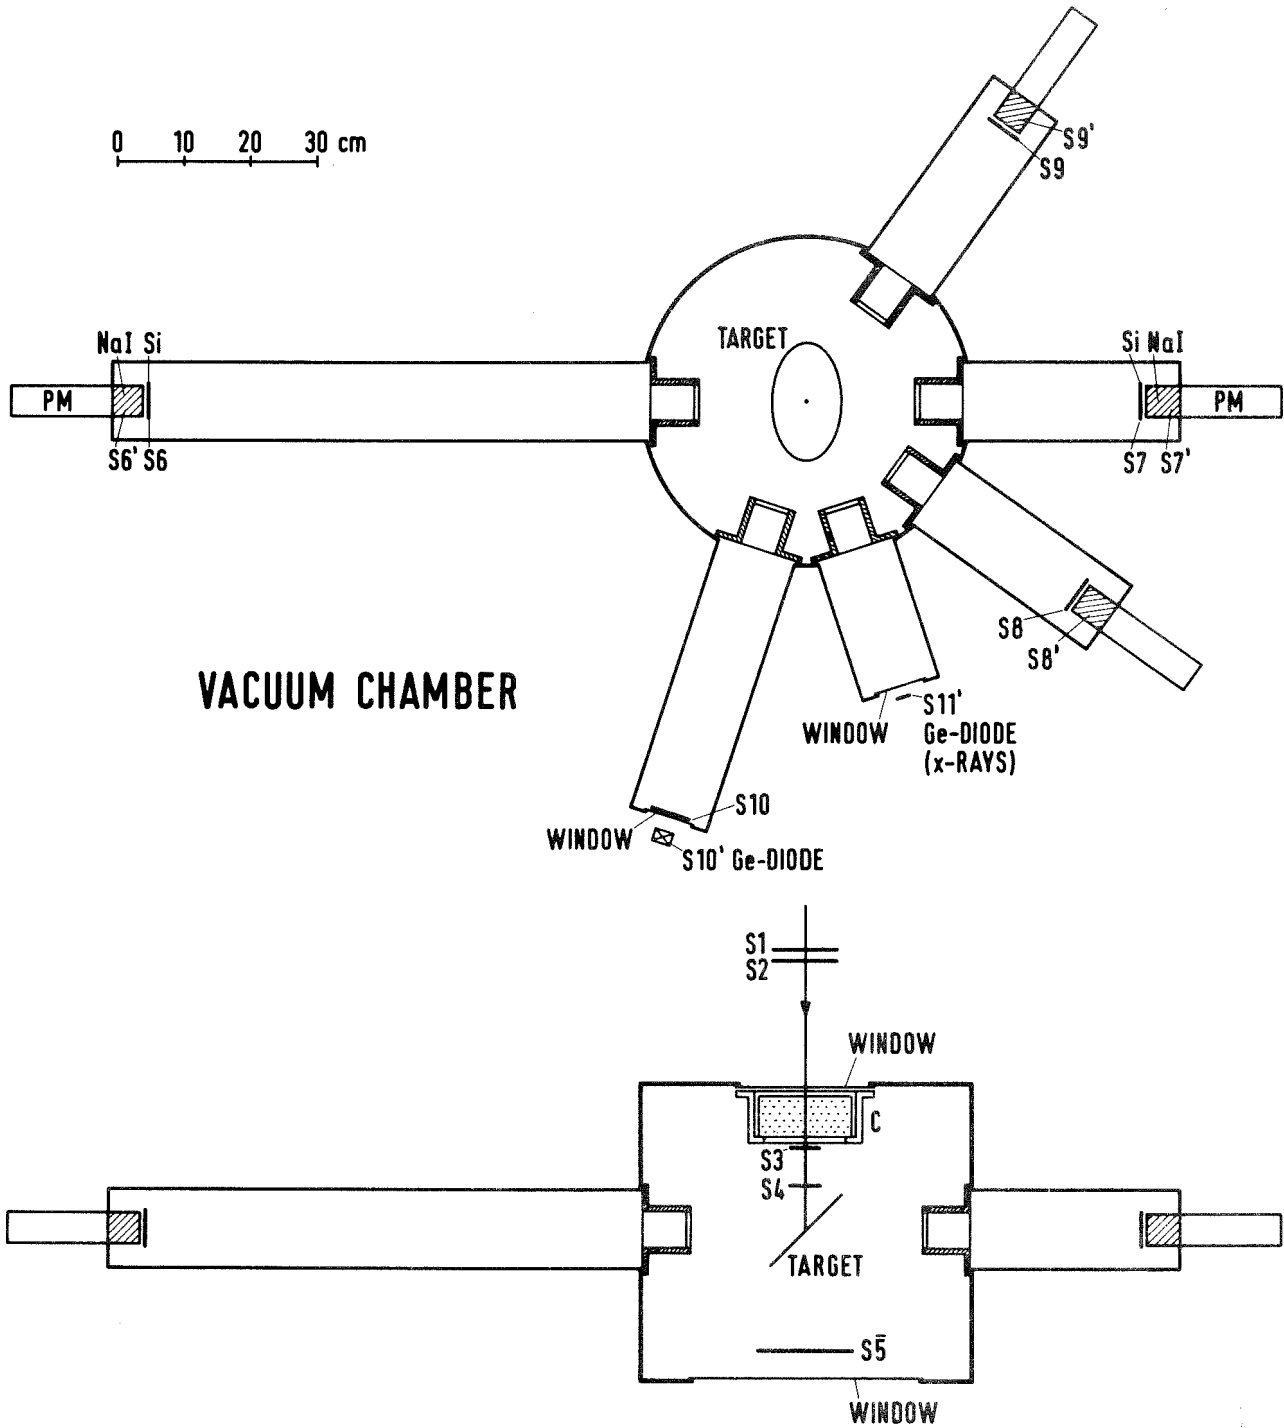 0 10 20 30 cm
S9'
S9
TARGET
NaI Si
PM
S6' S6
Si NaI
PM
S7 S7'
S8
S8'
VACUUM CHAMBER
S11'
WINDOW
Ge-DIODE
(x-RAYS)
S10
WINDOW
S10' Ge-DIODE
S1
S2
WINDOW
C
S3
S4
TARGET
S5̄
WINDOW